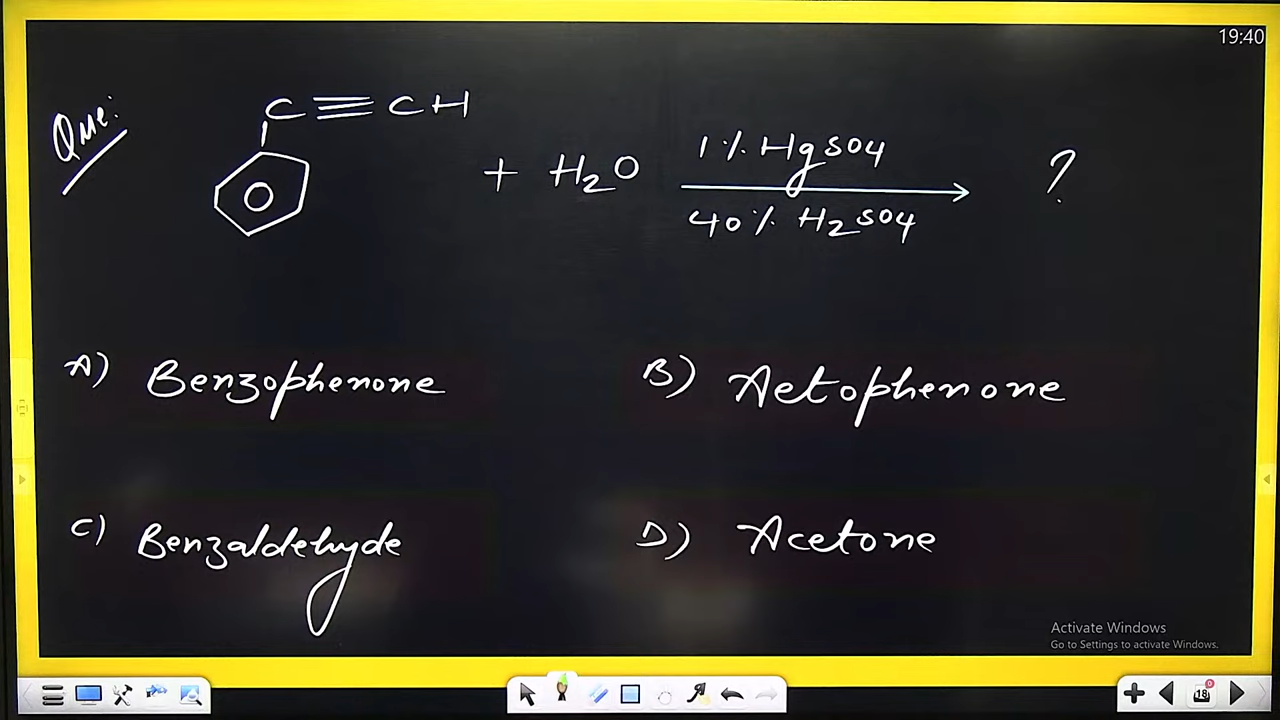 19:40
Que:
C≡CH
+ H2O
1% HgSO4
40% H2SO4
?
A) Benzophenone
B) Aetophenone
C) Benzaldehyde
D) Acetone
Activate Windows
Go to Settings to activate Windows.
18